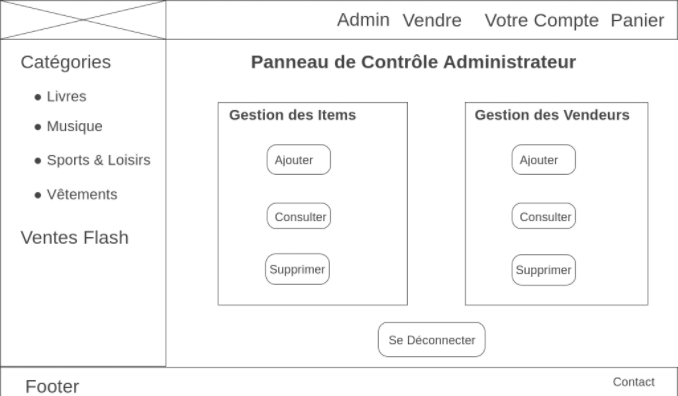 Admin Vendre Votre Compte Panier
Catégories
● Livres
● Musique
● Sports & Loisirs
● Vêtements
Ventes Flash
Panneau de Contrôle Administrateur
Gestion des Items
Ajouter
Consulter
Supprimer
Gestion des Vendeurs
Ajouter
Consulter
Supprimer
Se Déconnecter
Footer
Contact